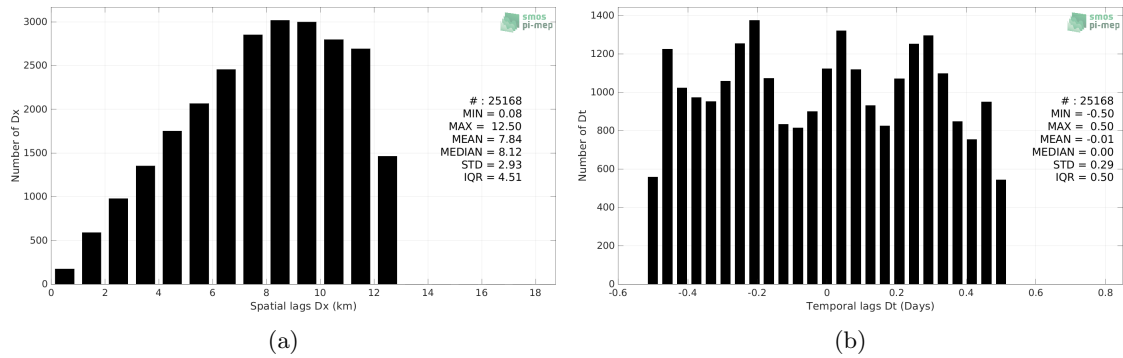 3000
2500
2000
1500
1000
500
0
Number of Dx
0 2 4 6 8 10 12 14 16 18
Spatial lags Dx (km)
smos
pi-mep
# : 25168
MIN = 0.08
MAX = 12.50
MEAN = 7.84
MEDIAN = 8.12
STD = 2.93
IQR = 4.51
(a)
1400
1200
1000
800
600
400
200
0
Number of Dt
-0.6 -0.4 -0.2 0 0.2 0.4 0.6 0.8
Temporal lags Dt (Days)
smos
pi-mep
# : 25168
MIN = -0.50
MAX = 0.50
MEAN = -0.01
MEDIAN = 0.00
STD = 0.29
IQR = 0.50
(b)